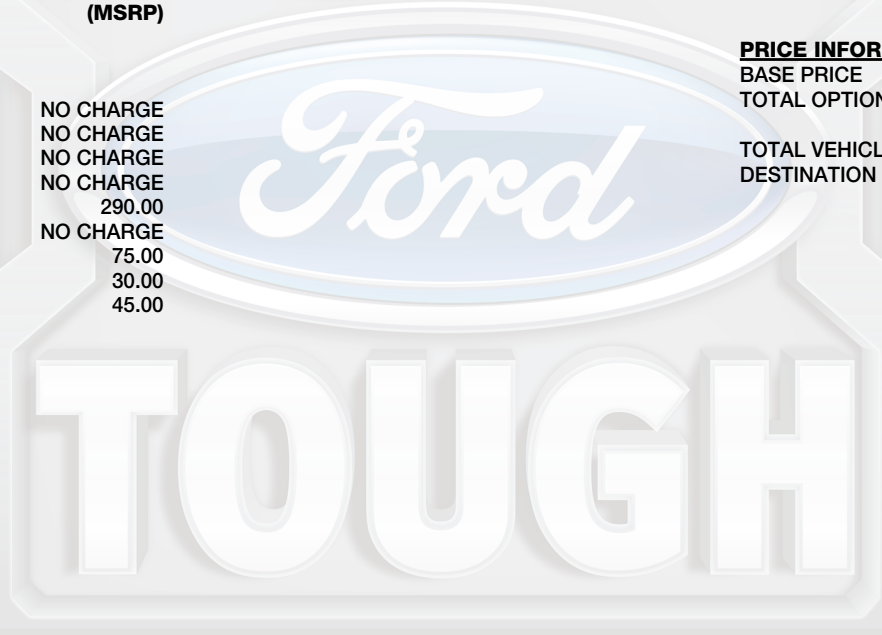 (MSRP)
NO CHARGE
NO CHARGE
NO CHARGE
NO CHARGE
290.00
NO CHARGE
75.00
30.00
45.00
PRICE INFOR
BASE PRICE
TOTAL OPTION
TOTAL VEHICL
DESTINATION
Ford
TOUGH